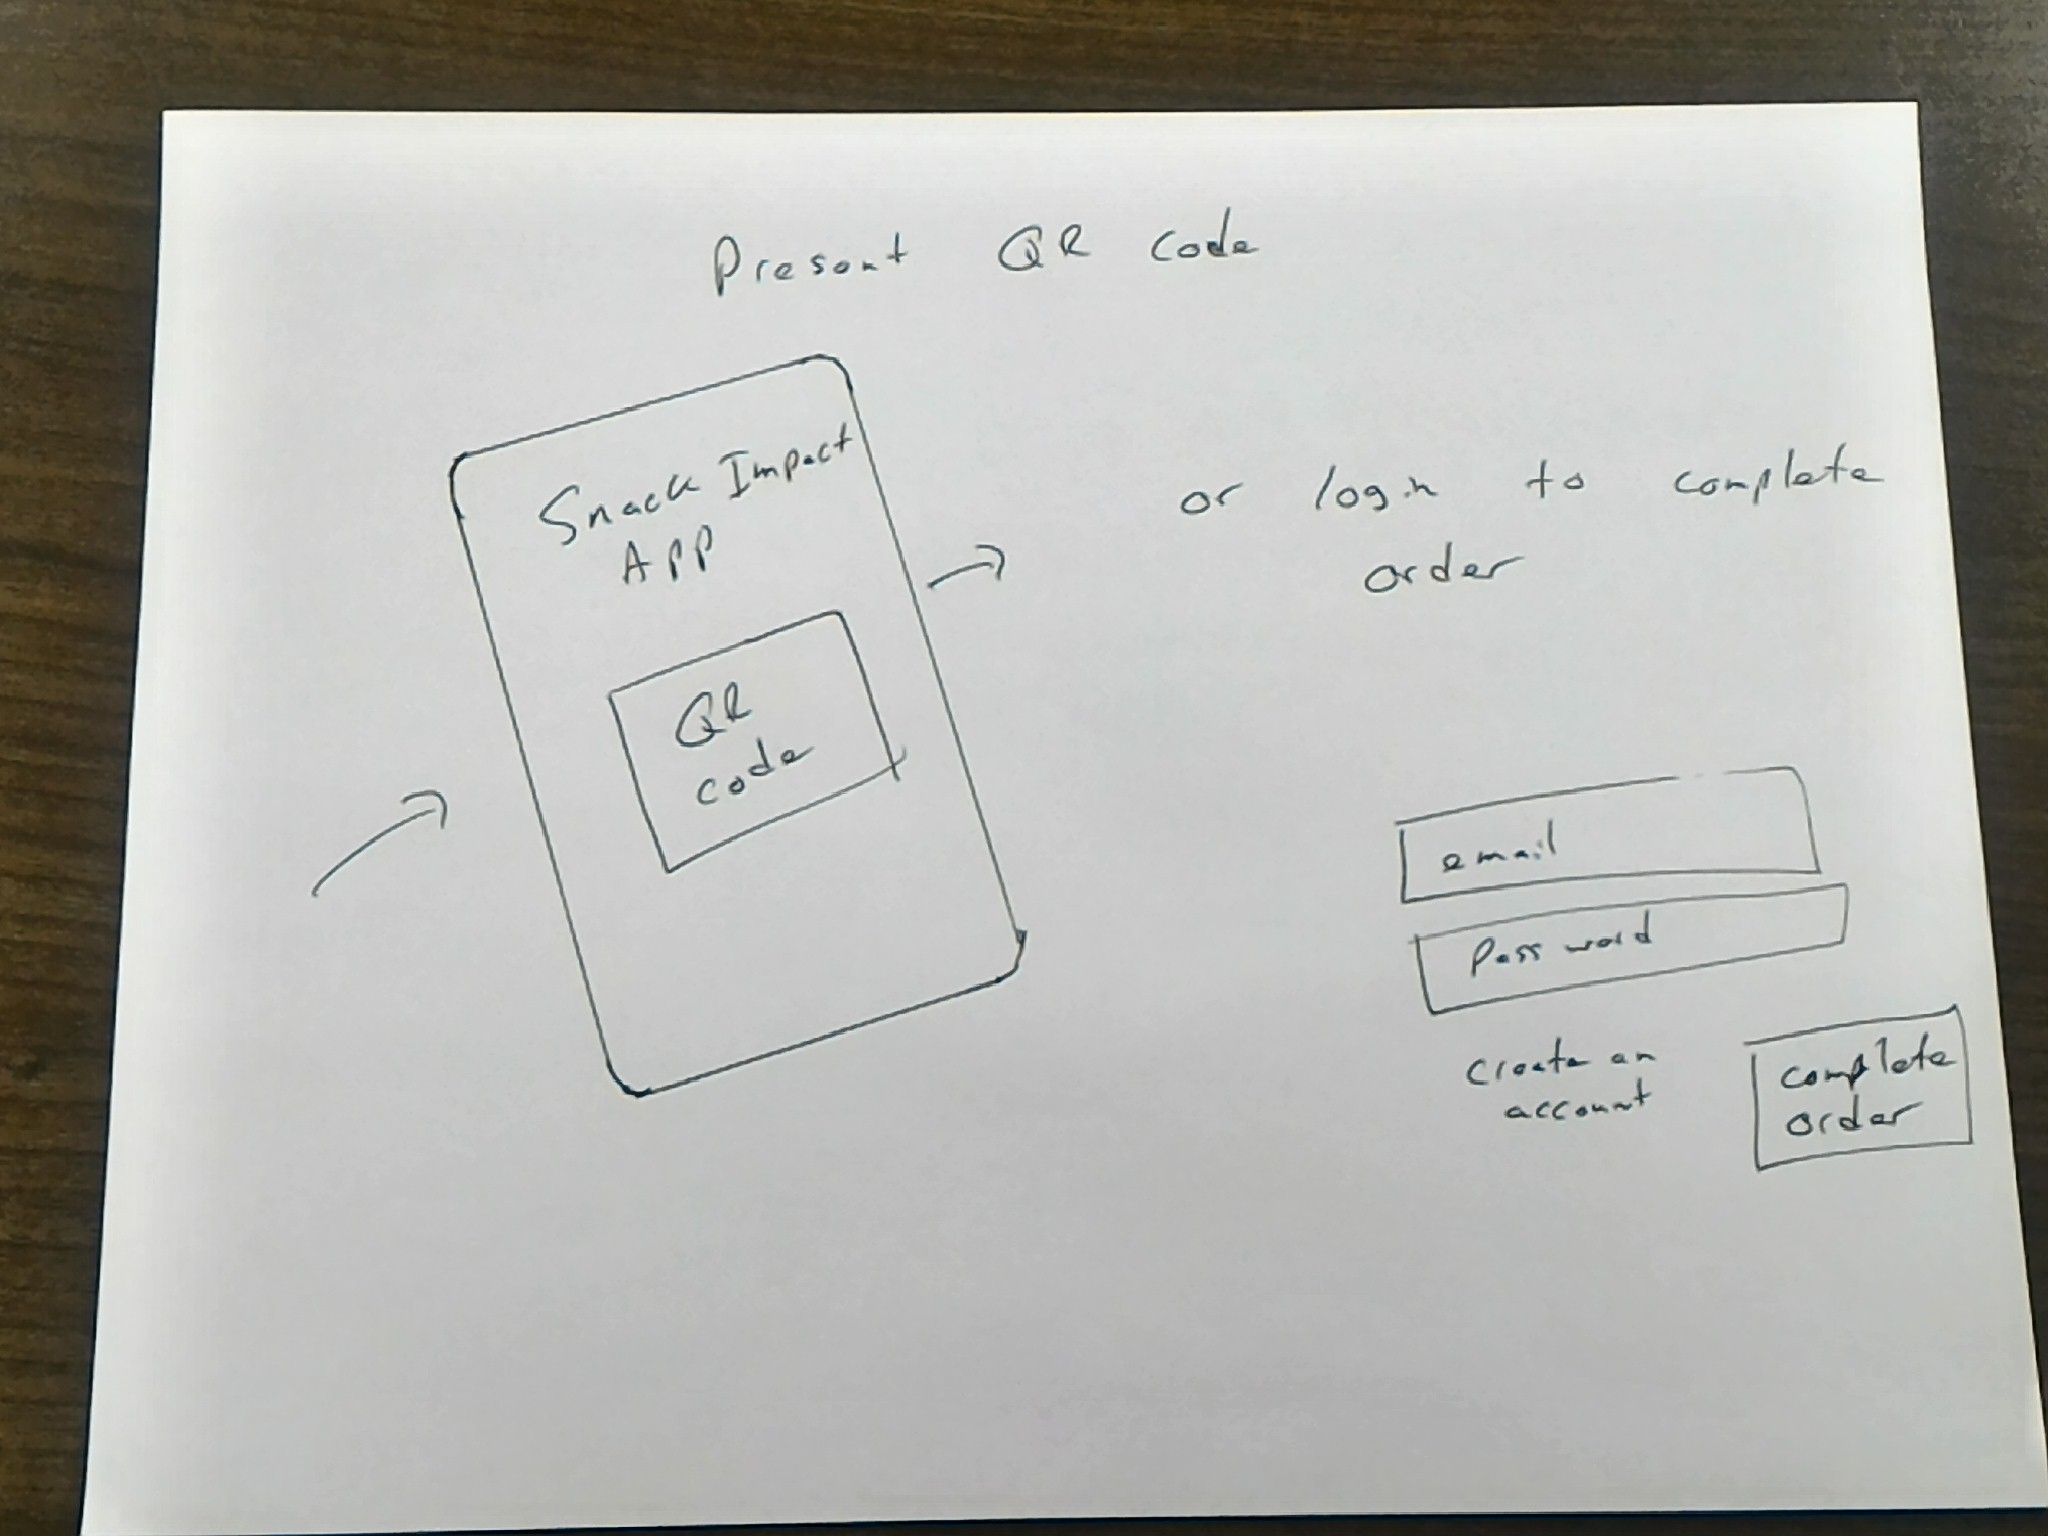 Present QR code
Snack Impact
App
QR
code
or login to complete
order
email
Password
Create an
account
complete
order